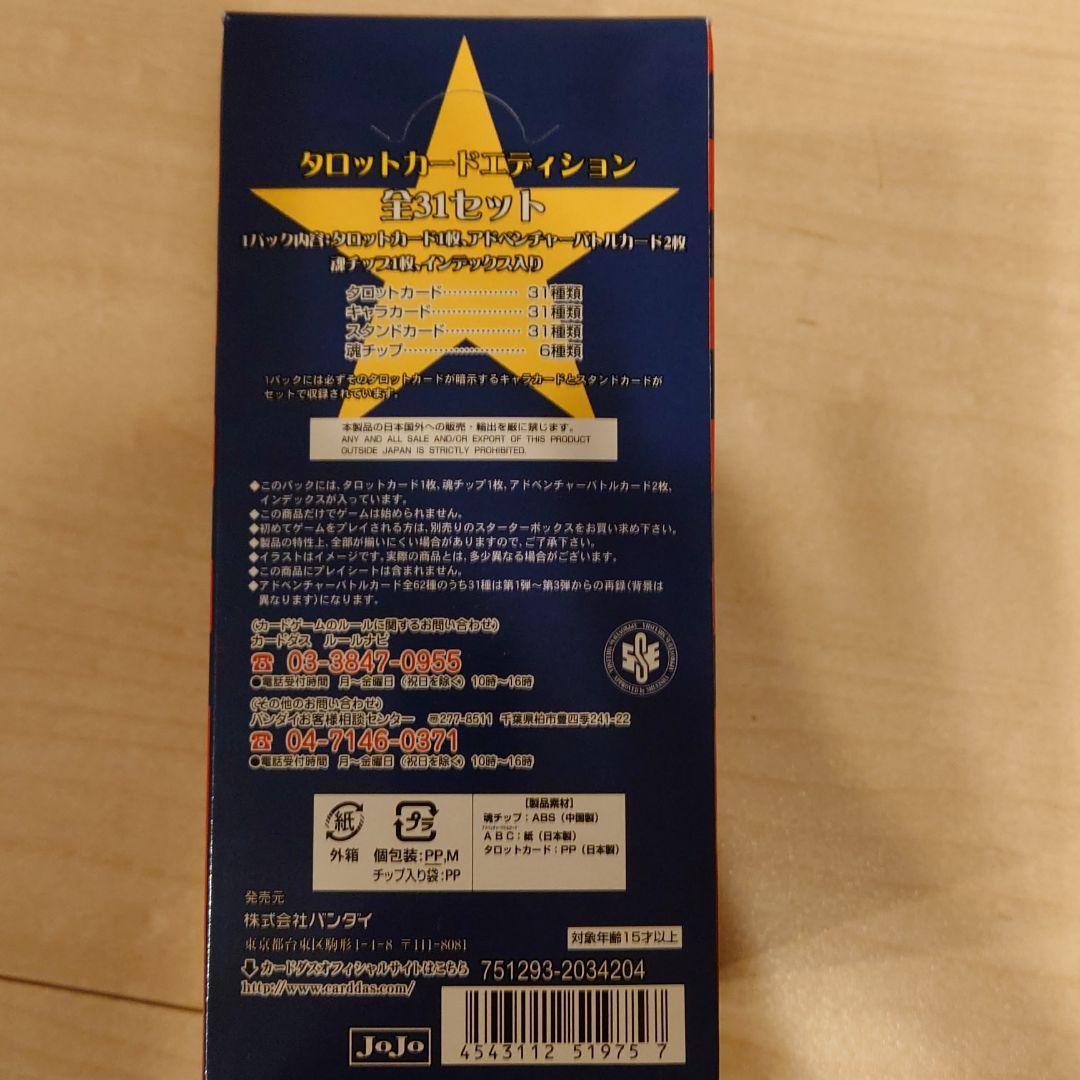 タロットカードエディション
全31セット
1パック内容:タロットカード1枚、アドベンチャーバトルカード2枚
魂チップ1枚、インデックス入り
タロットカード…………… 31種類
キャラカード……………… 31種類
スタンドカード…………… 31種類
魂チップ…………………… 6種類
1パックには必ずそのタロットカードが暗示するキャラカードとスタンドカードが
セットで収録されています。
本製品の日本国外への販売・輸出を厳に禁じます。
ANY AND ALL SALE AND/OR EXPORT OF THIS PRODUCT
OUTSIDE JAPAN IS STRICTLY PROHIBITED.
◆このパックには、タロットカード1枚、魂チップ1枚、アドベンチャーバトルカード2枚、
インデックスが入っています。
◆この商品だけでゲームは始められません。
◆初めてゲームをプレイされる方は、別売りのスターターボックスをお買い求め下さい。
◆製品の特性上、全部が揃いにくい場合がありますので、ご了承下さい。
◆イラストはイメージです。実際の商品とは、多少異なる場合がございます。
◆この商品にプレイシートは含まれません。
◆アドベンチャーバトルカード全62種のうち31種は第1弾〜第3弾からの再録(背景は
異なります)になります。
(カードゲームのルールに関するお問い合わせ)
カードダス ルールナビ
☎ 03-3847-0955
●電話受付時間 月〜金曜日(祝日を除く)10時〜16時
(その他のお問い合わせ)
バンダイお客様相談センター 〠277-8511 千葉県柏市豊四季241-22
☎ 04-7146-0371
●電話受付時間 月〜金曜日(祝日を除く)10時〜16時
SSE
紙
外箱
プラ
個包装:PP,M
チップ入り袋:PP
[製品素材]
魂チップ:ABS(中国製)
ABC:紙(日本製)
タロットカード:PP(日本製)
発売元
株式会社バンダイ
東京都台東区駒形1-4-8 〒111-8081
対象年齢15才以上
カードダスオフィシャルサイトはこちら
http://www.carddas.com/
751293-2034204
JoJo
4543112 51975 7